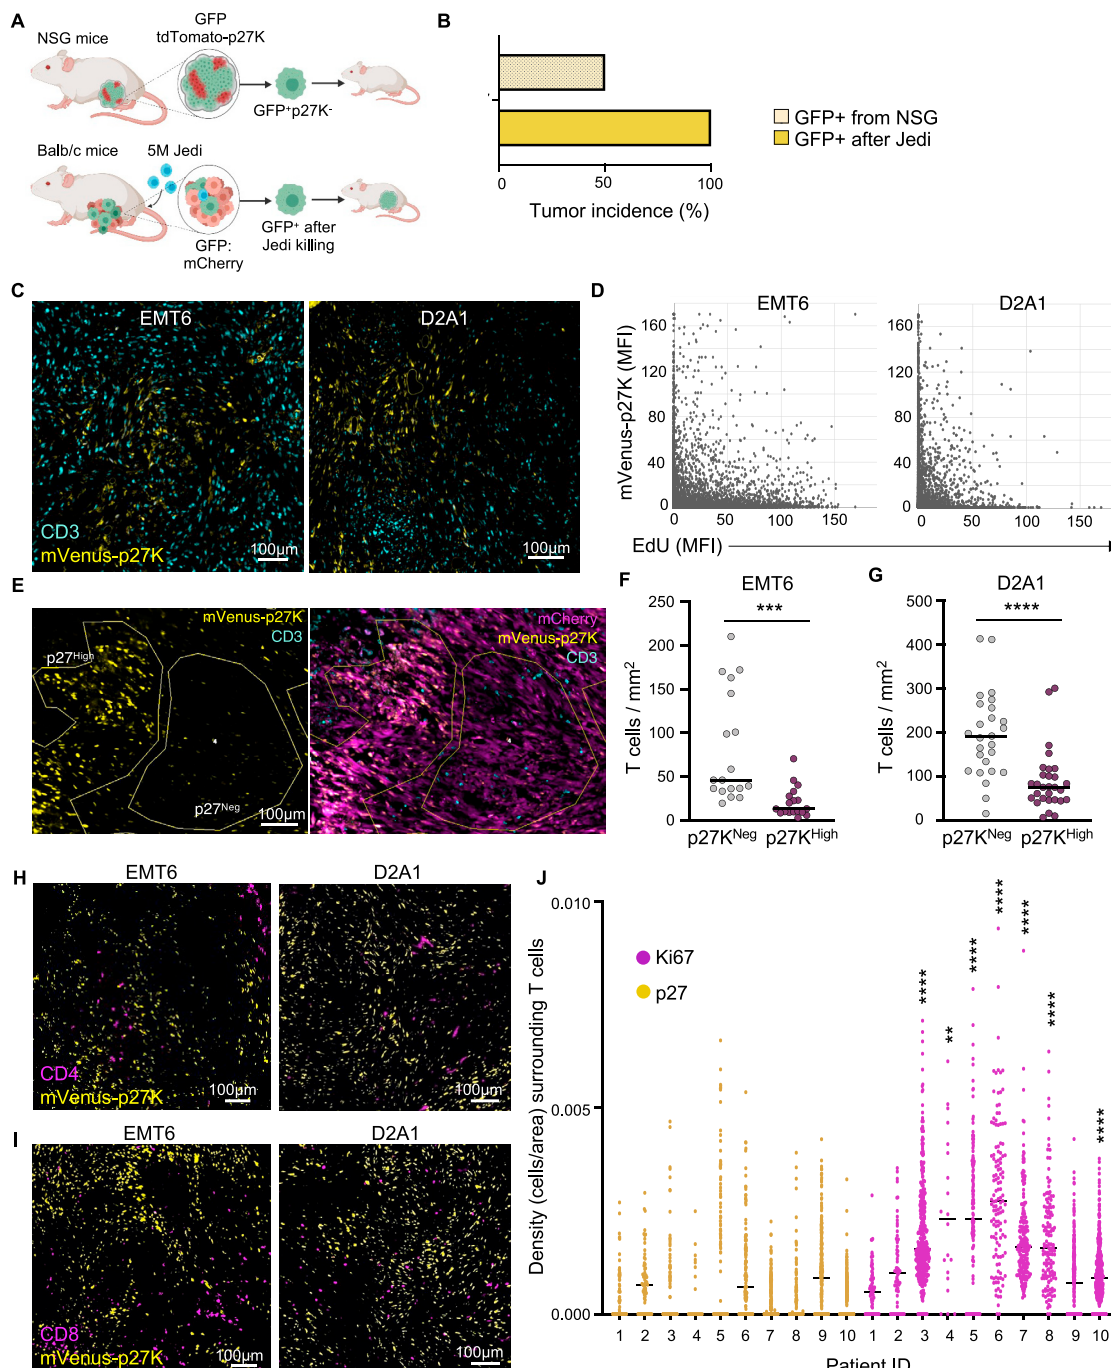 A
NSG mice
GFP
tdTomato-p27K
GFP⁺p27K⁻
Balb/c mice
5M Jedi
GFP:
mCherry
GFP⁺ after
Jedi killing
B
0
50
100
Tumor incidence (%)
GFP+ from NSG
GFP+ after Jedi
C
EMT6
D2A1
CD3
mVenus-p27K
100µm
100µm
D
EMT6
D2A1
mVenus-p27K (MFI)
160
120
80
40
0
0
50
100
150
160
120
80
40
0
0
50
100
150
EdU (MFI)
E
mVenus-p27K
CD3
p27High
p27Neg
100µm
mCherry
mVenus-p27K
CD3
F
EMT6
***
T cells / mm²
250
200
150
100
50
0
p27KNeg
p27KHigh
G
D2A1
****
T cells / mm²
500
400
300
200
100
0
p27KNeg
p27KHigh
H
EMT6
D2A1
CD4
mVenus-p27K
100µm
100µm
I
EMT6
D2A1
CD8
mVenus-p27K
100µm
100µm
J
Density (cells/area) surrounding T cells
0.010
0.005
0.000
Ki67
p27
****
**
****
****
****
****
****
1 2 3 4 5 6 7 8 9 10 1 2 3 4 5 6 7 8 9 10
Patient ID